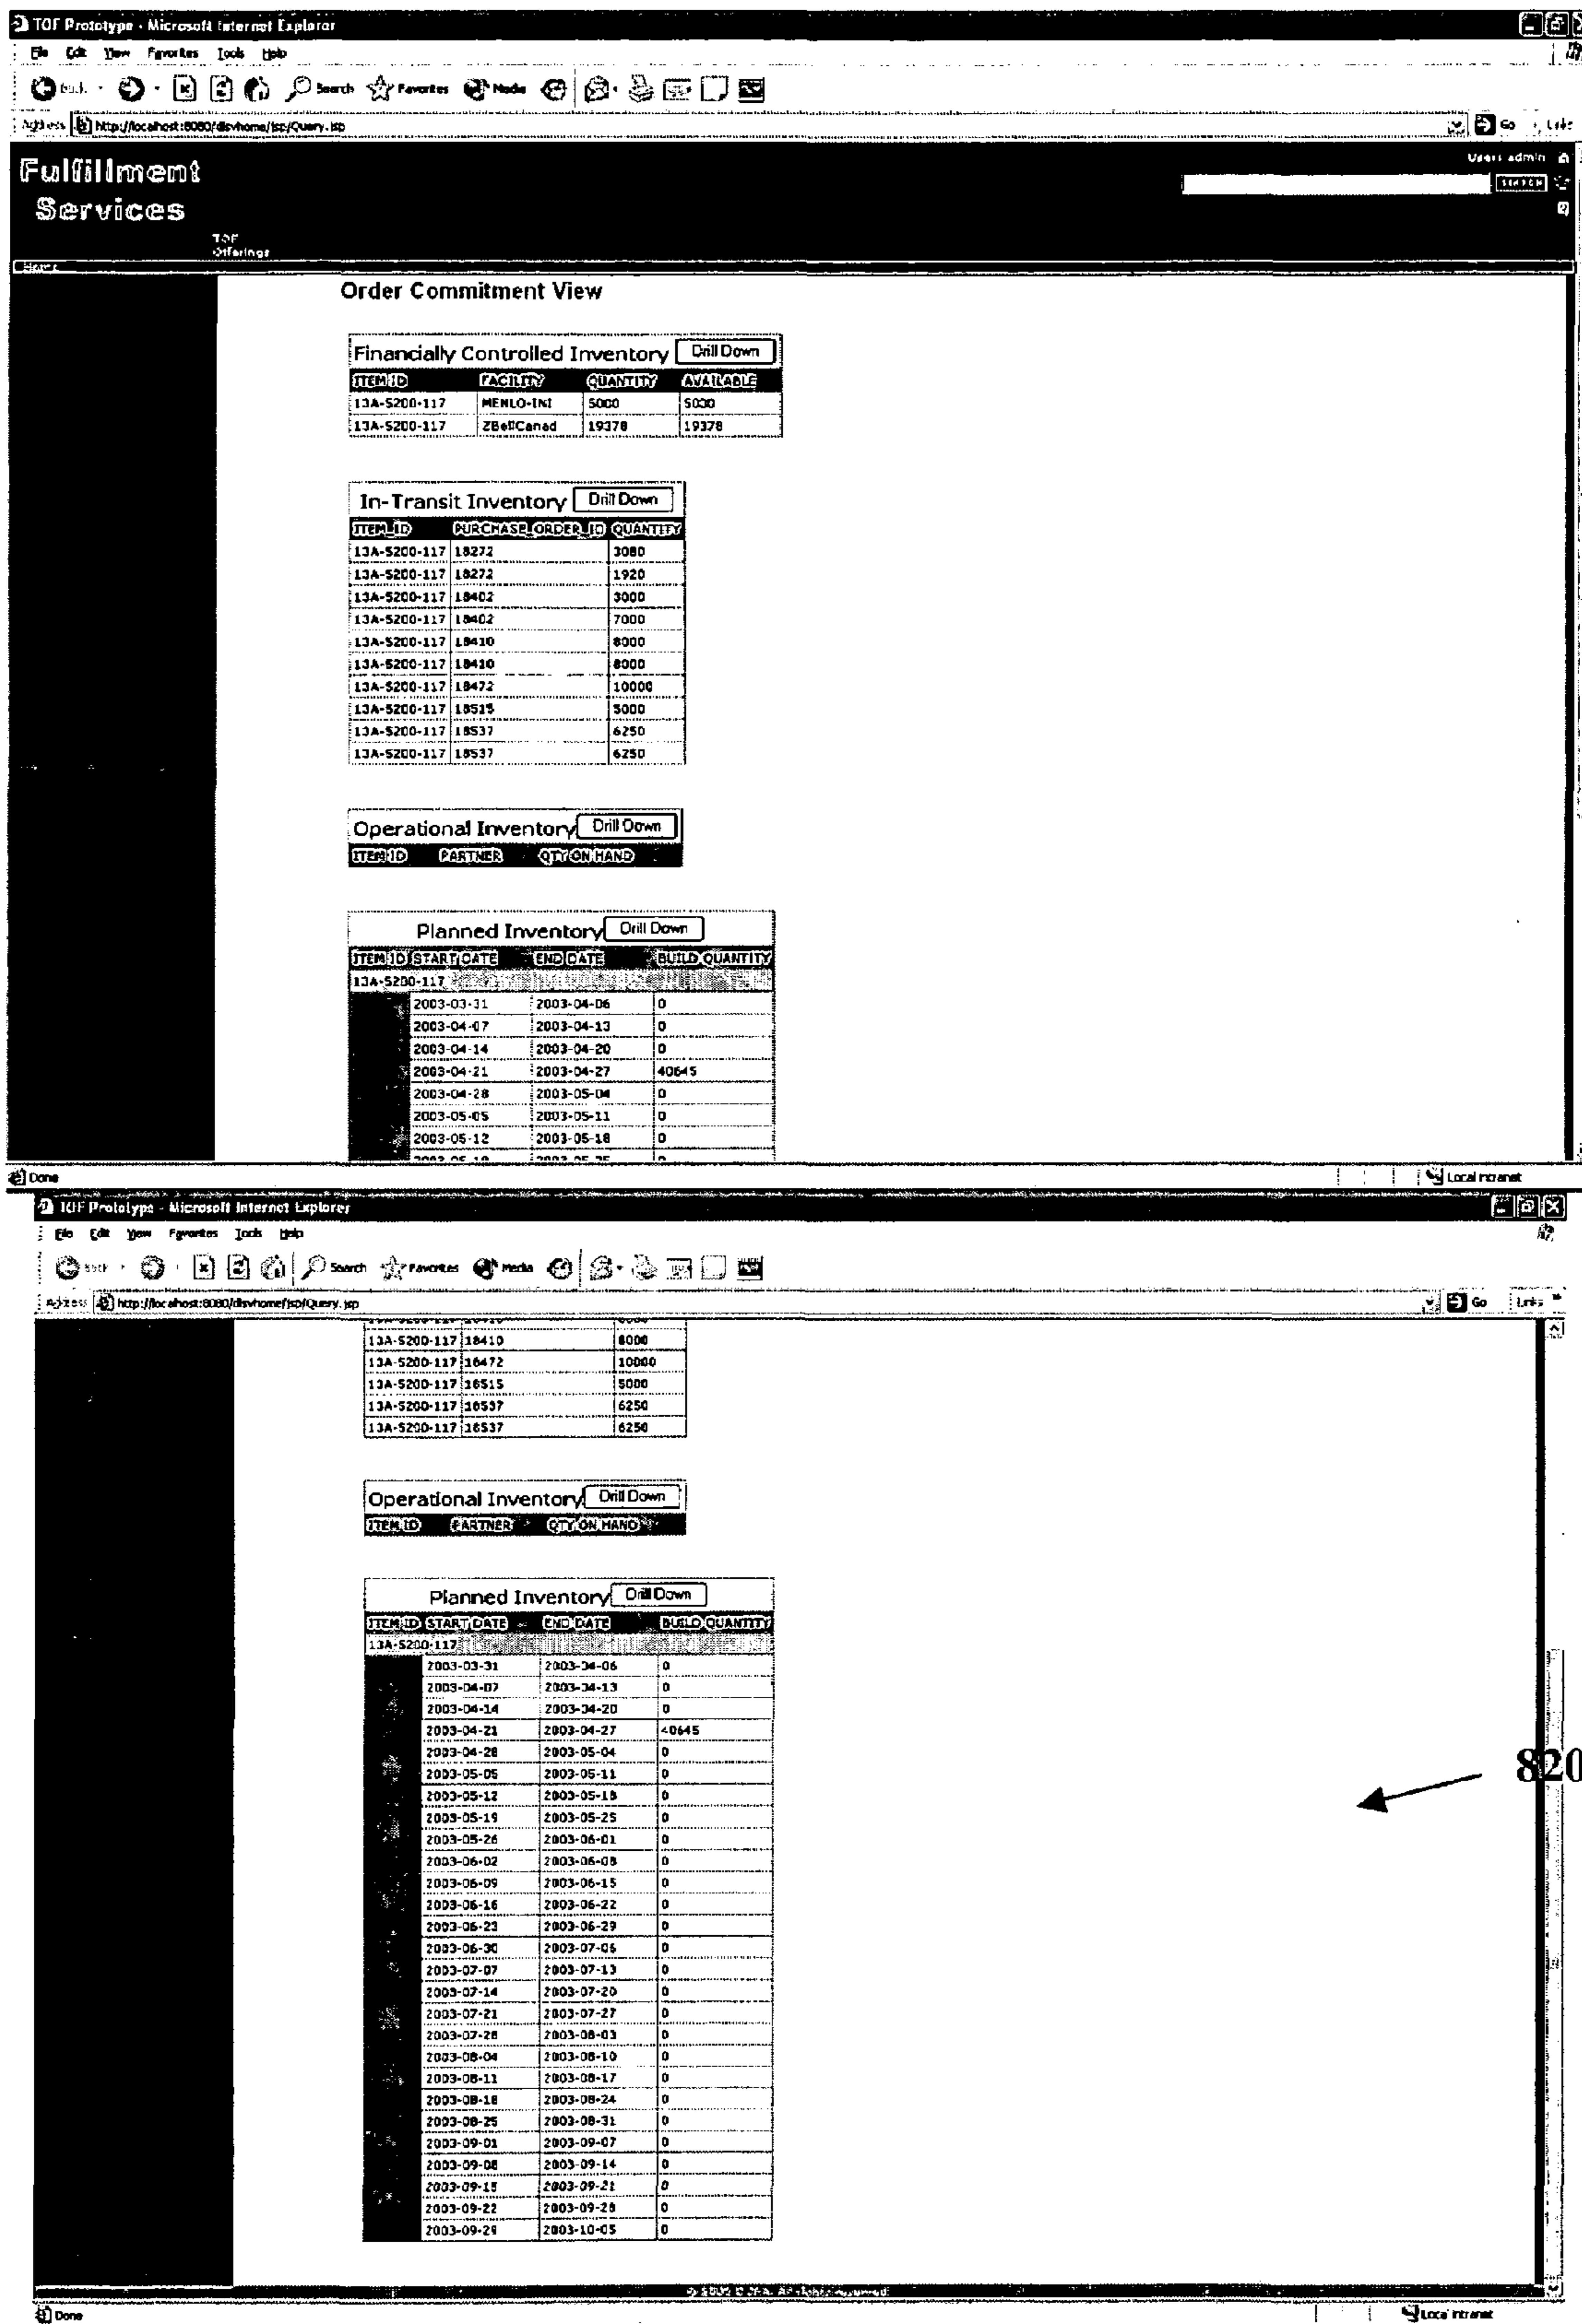 TOF Prototype - Microsoft Internet Explorer
File Edit View Favorites Tools Help
Back Search Favorites Media
Address http://localhost:8080/dlsvhome/jsp/Query.jsp Go Links
Fulfillment
Services
Users admin
SEARCH
TOF
Offerings
Home
Order Commitment View
Financially Controlled Inventory Drill Down
ITEM ID FACILITY QUANTITY AVAILABLE
13A-5200-117 MENLO-INI 5000 5000
13A-5200-117 ZBellCanad 19378 19378
In-Transit Inventory Drill Down
ITEM_ID PURCHASE_ORDER_ID QUANTITY
13A-5200-117 18272 3080
13A-5200-117 18272 1920
13A-5200-117 18402 3000
13A-5200-117 18402 7000
13A-5200-117 18410 8000
13A-5200-117 18410 8000
13A-5200-117 18472 10000
13A-5200-117 18515 5000
13A-5200-117 18537 6250
13A-5200-117 18537 6250
Operational Inventory Drill Down
ITEM ID PARTNER QTY ON HAND
Planned Inventory Drill Down
ITEM ID START DATE END DATE BUILD QUANTITY
13A-5200-117
2003-03-31 2003-04-06 0
2003-04-07 2003-04-13 0
2003-04-14 2003-04-20 0
2003-04-21 2003-04-27 40645
2003-04-28 2003-05-04 0
2003-05-05 2003-05-11 0
2003-05-12 2003-05-18 0
2003-05-19 2003-05-25 0
Done Local intranet
TOF Prototype - Microsoft Internet Explorer
File Edit View Favorites Tools Help
Back Search Favorites Media
Address http://localhost:8080/dlsvhome/jsp/Query.jsp Go Links
13A-5200-117 18410 8000
13A-5200-117 18472 10000
13A-5200-117 18515 5000
13A-5200-117 18537 6250
13A-5200-117 18537 6250
Operational Inventory Drill Down
ITEM ID PARTNER QTY ON HAND
Planned Inventory Drill Down
ITEM ID START DATE END DATE BUILD QUANTITY
13A-5200-117
2003-03-31 2003-04-06 0
2003-04-07 2003-04-13 0
2003-04-14 2003-04-20 0
2003-04-21 2003-04-27 40645
2003-04-28 2003-05-04 0
2003-05-05 2003-05-11 0
2003-05-12 2003-05-18 0
2003-05-19 2003-05-25 0
2003-05-26 2003-06-01 0
2003-06-02 2003-06-08 0
2003-06-09 2003-06-15 0
2003-06-16 2003-06-22 0
2003-06-23 2003-06-29 0
2003-06-30 2003-07-06 0
2003-07-07 2003-07-13 0
2003-07-14 2003-07-20 0
2003-07-21 2003-07-27 0
2003-07-28 2003-08-03 0
2003-08-04 2003-08-10 0
2003-08-11 2003-08-17 0
2003-08-18 2003-08-24 0
2003-08-25 2003-08-31 0
2003-09-01 2003-09-07 0
2003-09-08 2003-09-14 0
2003-09-15 2003-09-21 0
2003-09-22 2003-09-28 0
2003-09-29 2003-10-05 0
820
All rights reserved
Done Local intranet